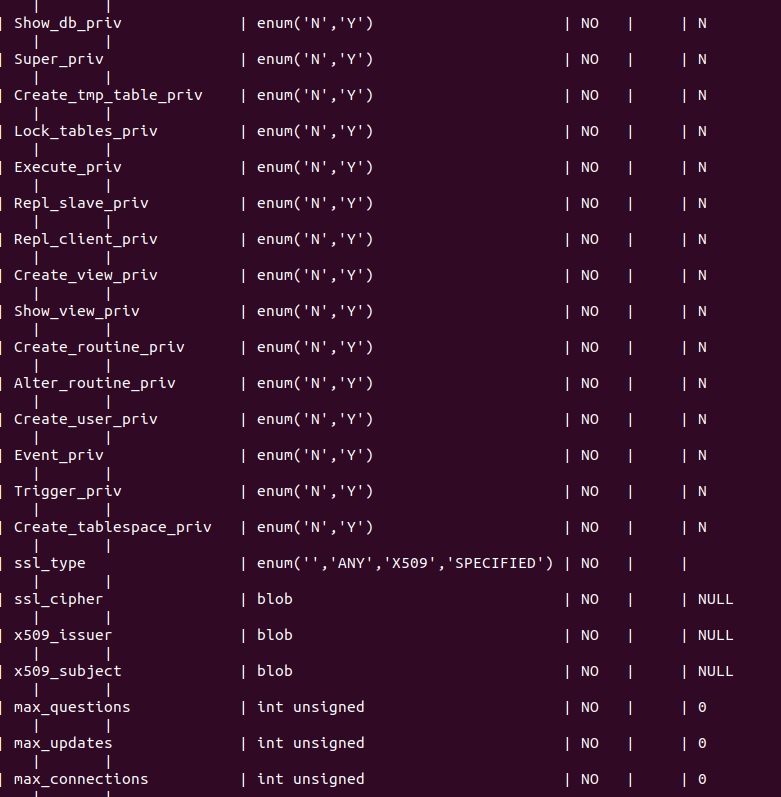 |        |
| Show_db_priv             | enum('N','Y')                     | NO   |     | N
    |       |
| Super_priv               | enum('N','Y')                     | NO   |     | N
    |       |
| Create_tmp_table_priv    | enum('N','Y')                     | NO   |     | N
    |       |
| Lock_tables_priv         | enum('N','Y')                     | NO   |     | N
    |       |
| Execute_priv             | enum('N','Y')                     | NO   |     | N
    |       |
| Repl_slave_priv          | enum('N','Y')                     | NO   |     | N
    |       |
| Repl_client_priv         | enum('N','Y')                     | NO   |     | N
    |       |
| Create_view_priv         | enum('N','Y')                     | NO   |     | N
    |       |
| Show_view_priv           | enum('N','Y')                     | NO   |     | N
    |       |
| Create_routine_priv      | enum('N','Y')                     | NO   |     | N
    |       |
| Alter_routine_priv       | enum('N','Y')                     | NO   |     | N
    |       |
| Create_user_priv         | enum('N','Y')                     | NO   |     | N
    |       |
| Event_priv               | enum('N','Y')                     | NO   |     | N
    |       |
| Trigger_priv             | enum('N','Y')                     | NO   |     | N
    |       |
| Create_tablespace_priv   | enum('N','Y')                     | NO   |     | N
    |       |
| ssl_type                 | enum('','ANY','X509','SPECIFIED') | NO   |     |
    |       |
| ssl_cipher               | blob                              | NO   |     | NULL
    |       |
| x509_issuer              | blob                              | NO   |     | NULL
    |       |
| x509_subject             | blob                              | NO   |     | NULL
    |       |
| max_questions            | int unsigned                      | NO   |     | 0
    |       |
| max_updates              | int unsigned                      | NO   |     | 0
    |       |
| max_connections          | int unsigned                      | NO   |     | 0
    |       |